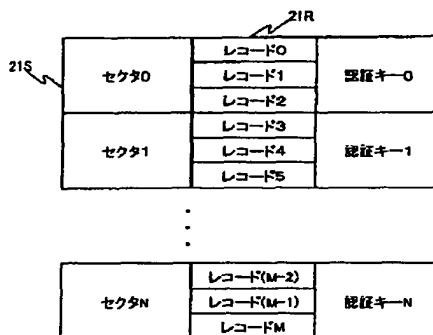 21R
21S
セクタ0
レコード0
レコード1
レコード2
認証キー0
セクタ1
レコード3
レコード4
レコード5
認証キー1
セクタN
レコード(M-2)
レコード(M-1)
レコードM
認証キーN